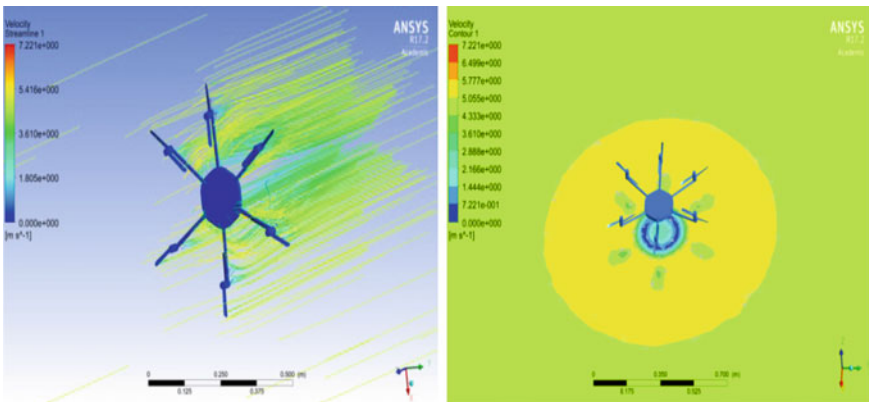 Velocity
Streamline 1
7.221e+000
5.416e+000
3.610e+000
1.805e+000
0.000e+000
[m s^-1]
ANSYS
R17.2
Academic
0 0.250 0.500 (m)
0.125 0.375
Velocity
Contour 1
7.221e+000
6.499e+000
5.777e+000
5.055e+000
4.333e+000
3.610e+000
2.888e+000
2.166e+000
1.444e+000
7.221e-001
0.000e+000
[m s^-1]
ANSYS
R17.2
Academic
0 0.350 0.700 (m)
0.175 0.525